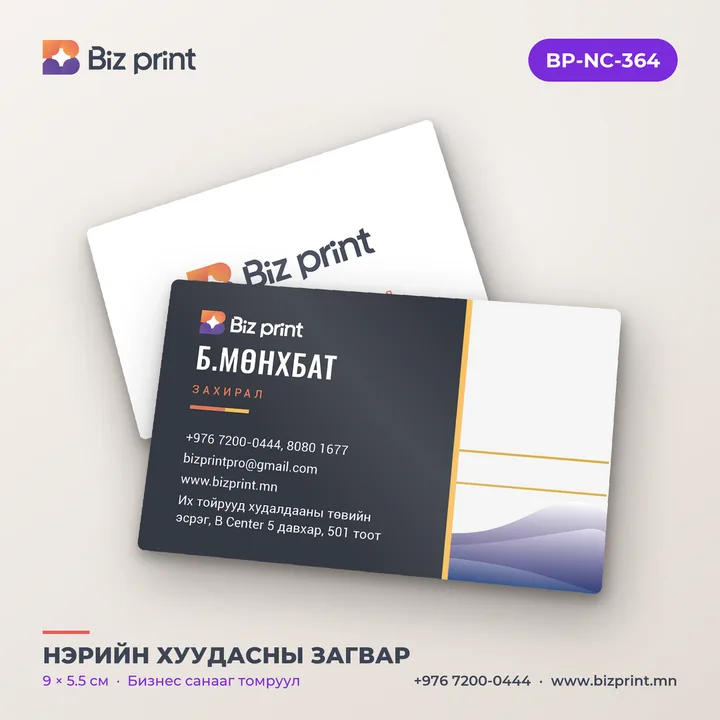 Biz print
BP-NC-364
Biz print
Biz print
Б.МӨНХБАТ
ЗАХИРАЛ
+976 7200-0444, 8080 1677
bizprintpro@gmail.com
www.bizprint.mn
Их тойрууд худалдааны төвийн
эсрэг, B Center 5 давхар, 501 тоот
НЭРИЙН ХУУДАСНЫ ЗАГВАР
9 × 5.5 см · Бизнес санааг томруул
+976 7200-0444 · www.bizprint.mn